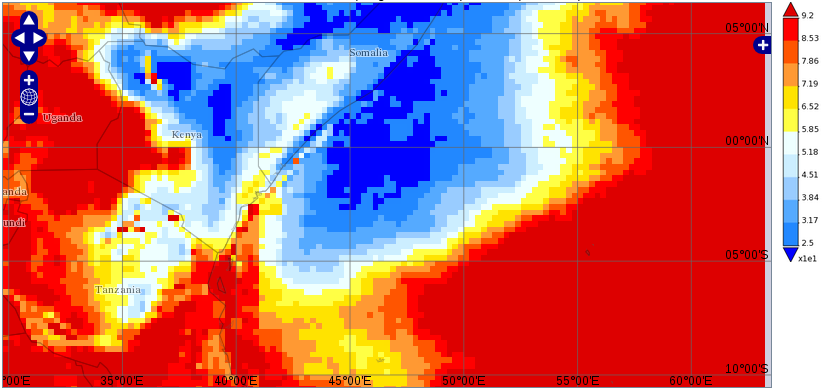 9.2
05°00'N
8.53
Somalia
7.86
7.19
6.52
Uganda
5.85
Kenya
00°00'N
5.18
4.51
anda
3.84
undi
3.17
2.5
05°00'S
x1e1
Tanzania
10°00'S
°00'E
35°00'E
40°00'E
45°00'E
50°00'E
55°00'E
60°00'E